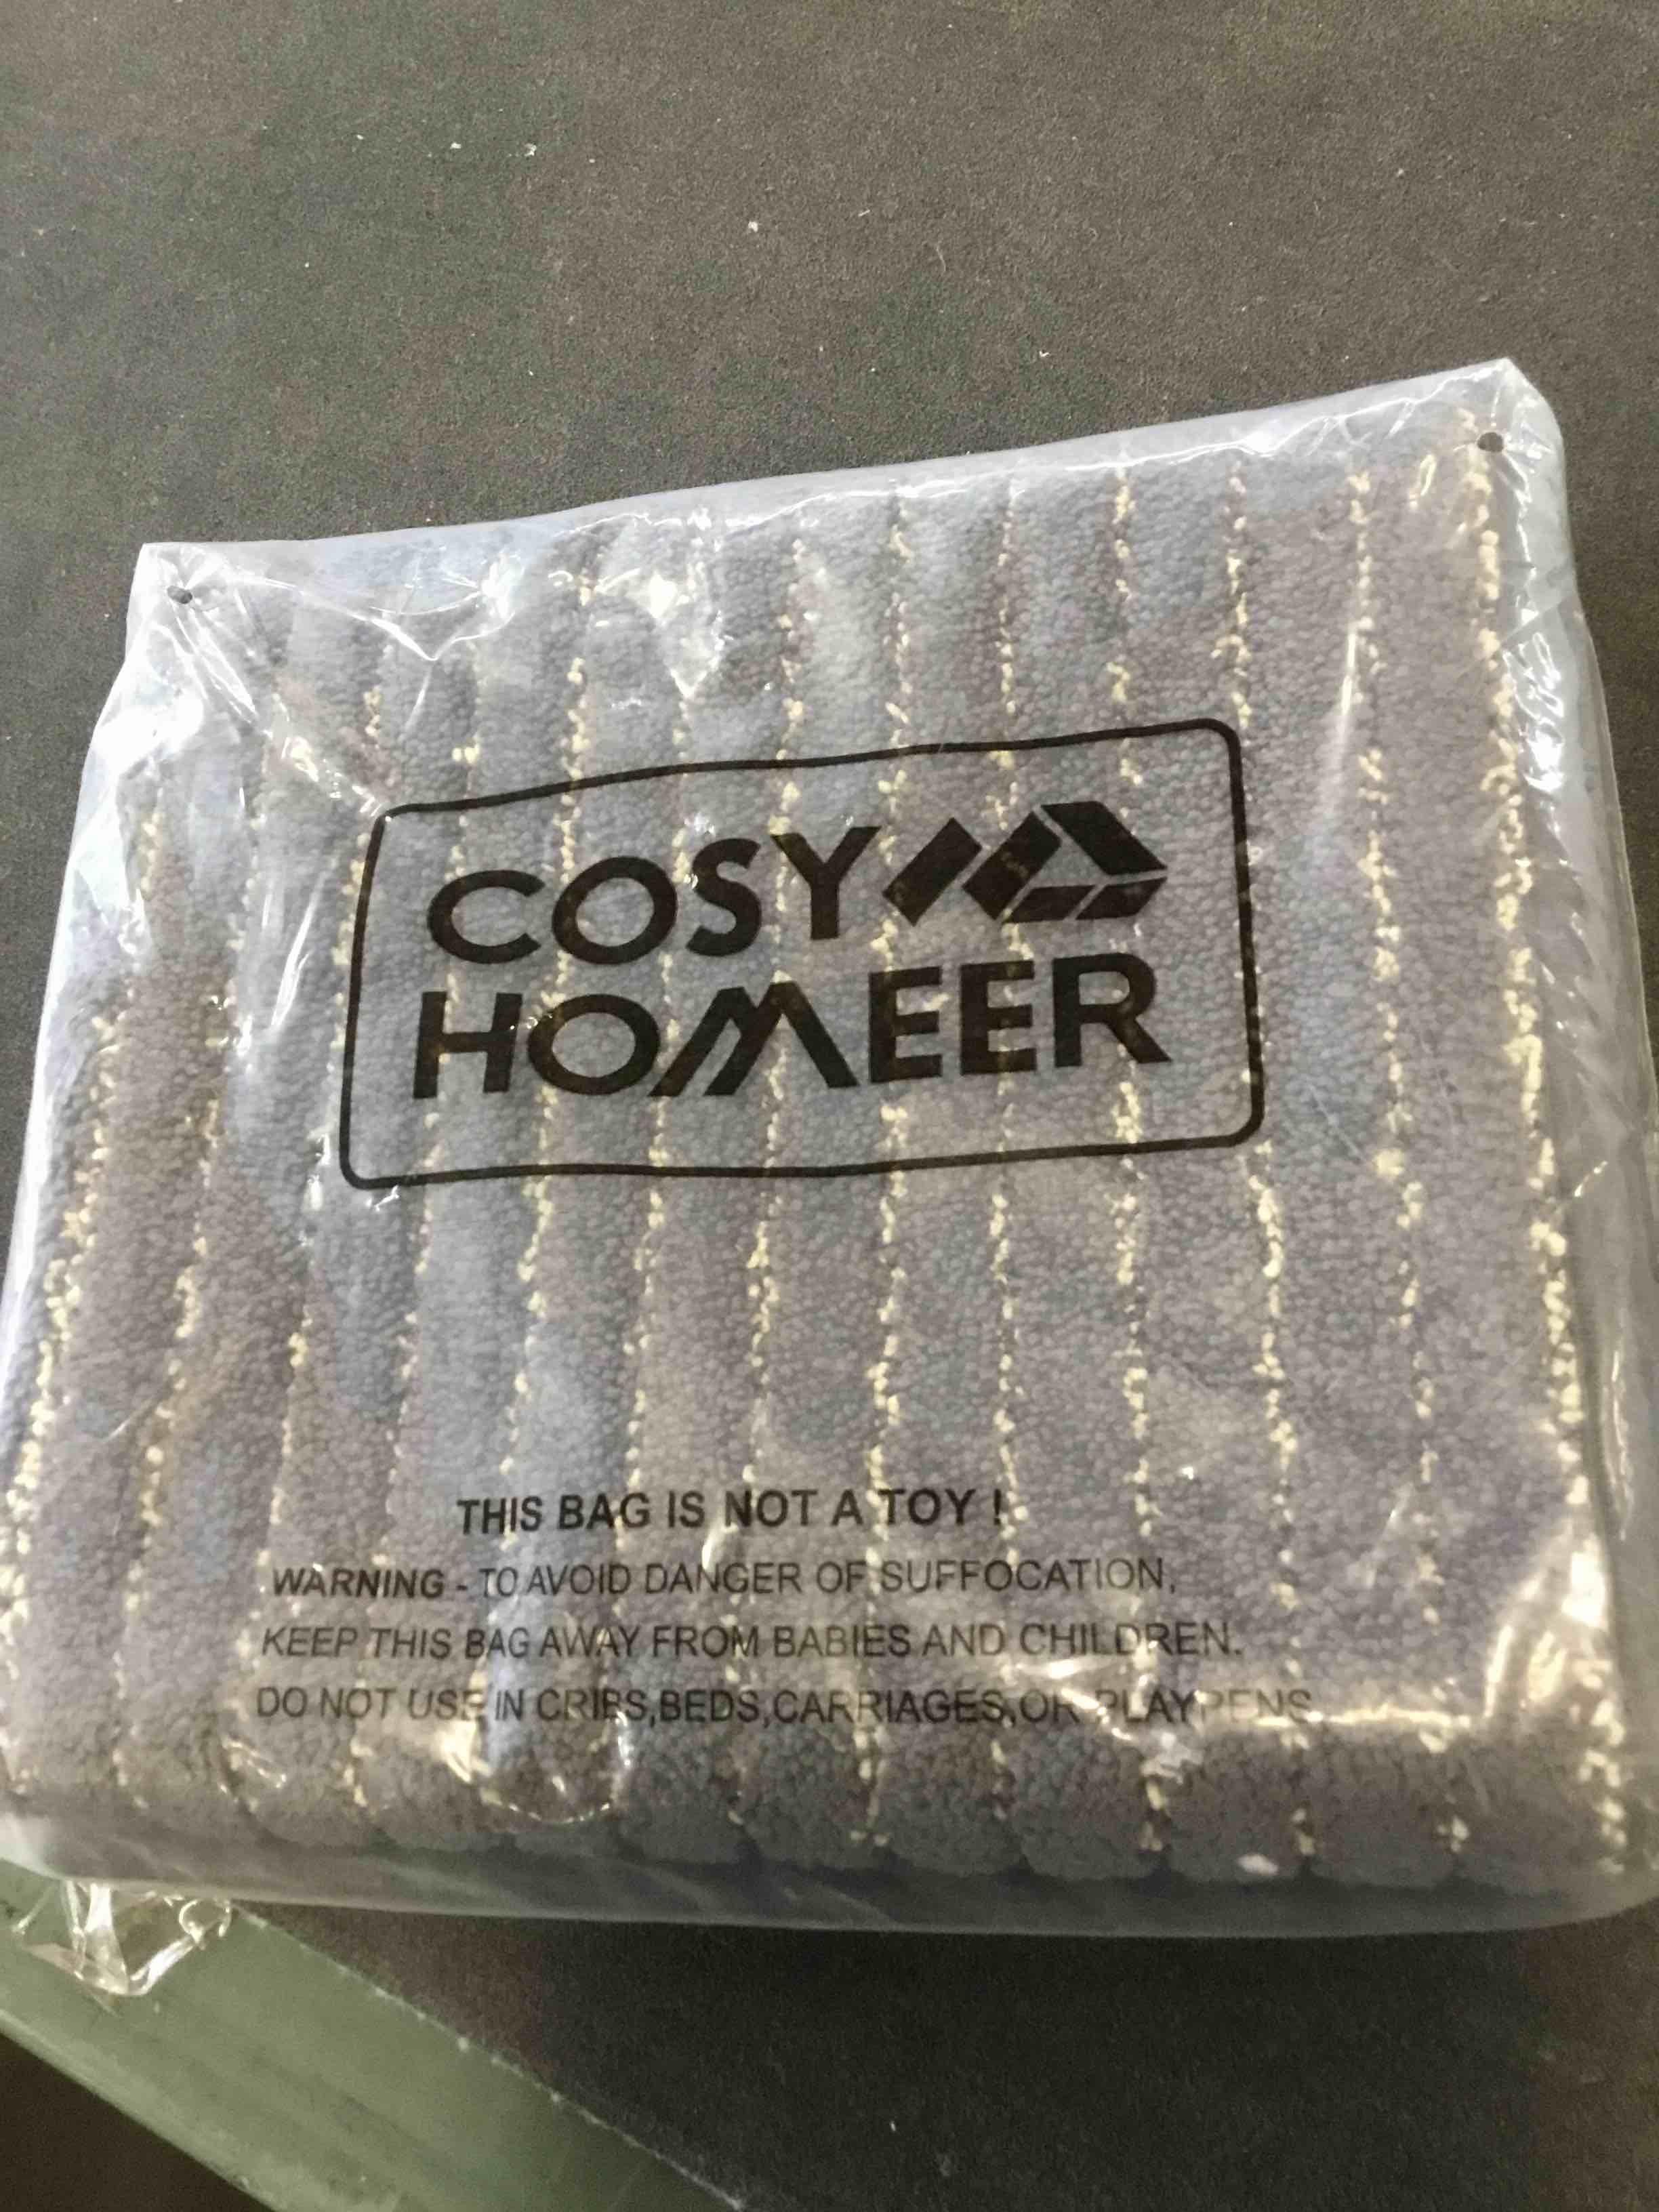 COSY
HOMEER
THIS BAG IS NOT A TOY !
WARNING - TO AVOID DANGER OF SUFFOCATION,
KEEP THIS BAG AWAY FROM BABIES AND CHILDREN.
DO NOT USE IN CRIBS,BEDS,CARRIAGES,OR PLAYPENS